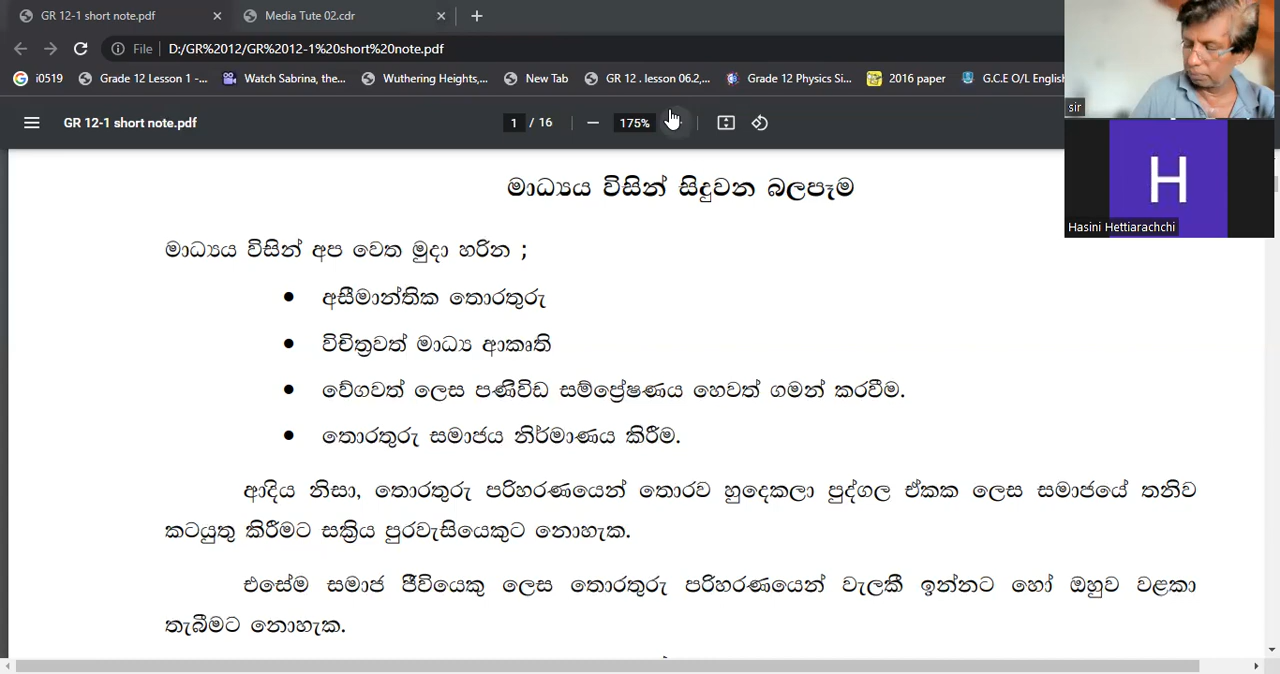 GR 12-1 short note.pdf
Media Tute 02.cdr
File
D:/GR%2012/GR%2012-1%20short%20note.pdf
i0519
Grade 12 Lesson 1 -...
Watch Sabrina, the...
Wuthering Heights,...
New Tab
GR 12 . lesson 06.2,...
Grade 12 Physics Si...
2016 paper
G.C.E O/L English
GR 12-1 short note.pdf
1 / 16
175%
sir
H
Hasini Hettiarachchi
මාධ්‍යය විසින් සිදුවන බලපෑම
මාධ්‍යය විසින් අප වෙත මුදා හරින ;
• අසීමාන්තික තොරතුරු
• විචිත්‍රවත් මාධ්‍ය ආකෘති
• වේගවත් ලෙස පණිවිඩ සම්ප්‍රේෂණය හෙවත් ගමන් කරවීම.
• තොරතුරු සමාජය නිර්මාණය කිරීම.
ආදිය නිසා, තොරතුරු පරිහරණයෙන් තොරව හුදෙකලා පුද්ගල ඒකක ලෙස සමාජයේ තනිව
කටයුතු කිරීමට සක්‍රිය පුරවැසියෙකුට නොහැක.
එසේම සමාජ ජීවියෙකු ලෙස තොරතුරු පරිහරණයෙන් වැලකී ඉන්නට හෝ ඔහුව වළකා
තැබීමට නොහැක.